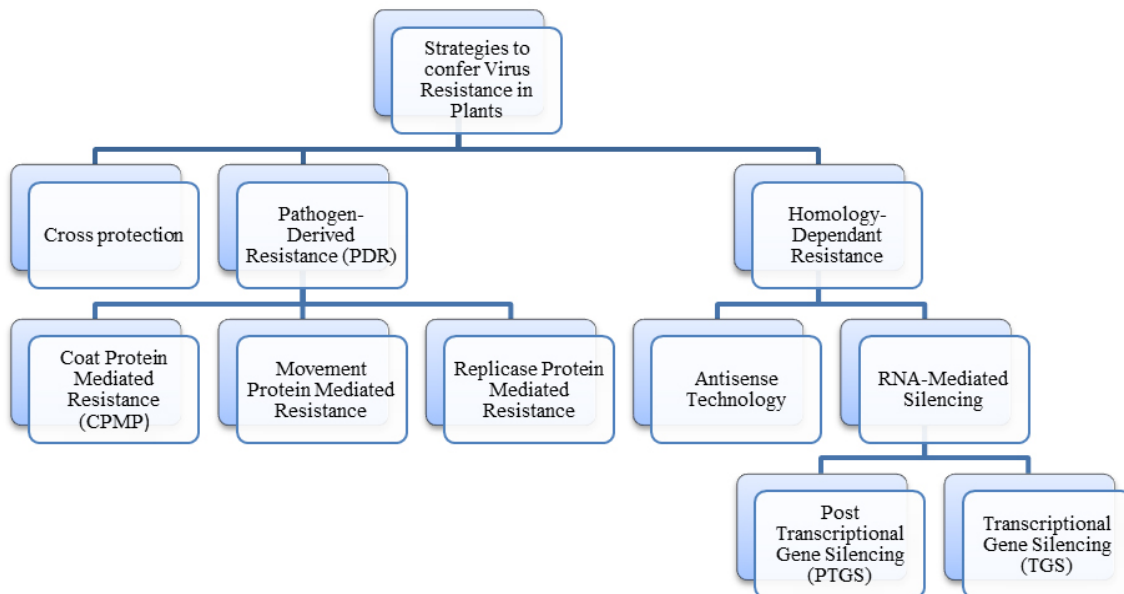 Strategies to
confer Virus
Resistance in
Plants
Cross protection
Pathogen-
Derived
Resistance (PDR)
Homology-
Dependant
Resistance
Coat Protein
Mediated
Resistance
(CPMP)
Movement
Protein Mediated
Resistance
Replicase Protein
Mediated
Resistance
Antisense
Technology
RNA-Mediated
Silencing
Post
Transcriptional
Gene Silencing
(PTGS)
Transcriptional
Gene Silencing
(TGS)